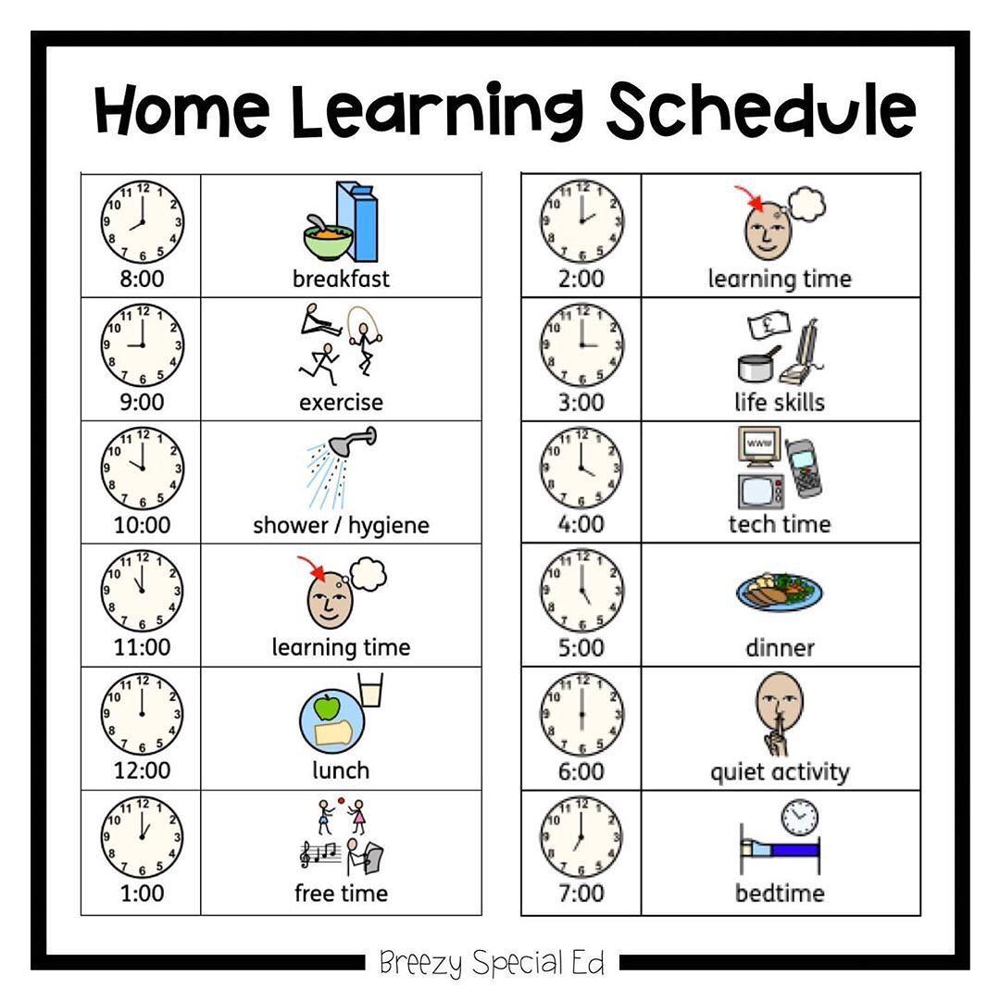 Home Learning Schedule
8:00 breakfast
9:00 exercise
10:00 shower / hygiene
11:00 learning time
12:00 lunch
1:00 free time
2:00 learning time
£
3:00 life skills
www
4:00 tech time
5:00 dinner
6:00 quiet activity
7:00 bedtime
Breezy Special Ed